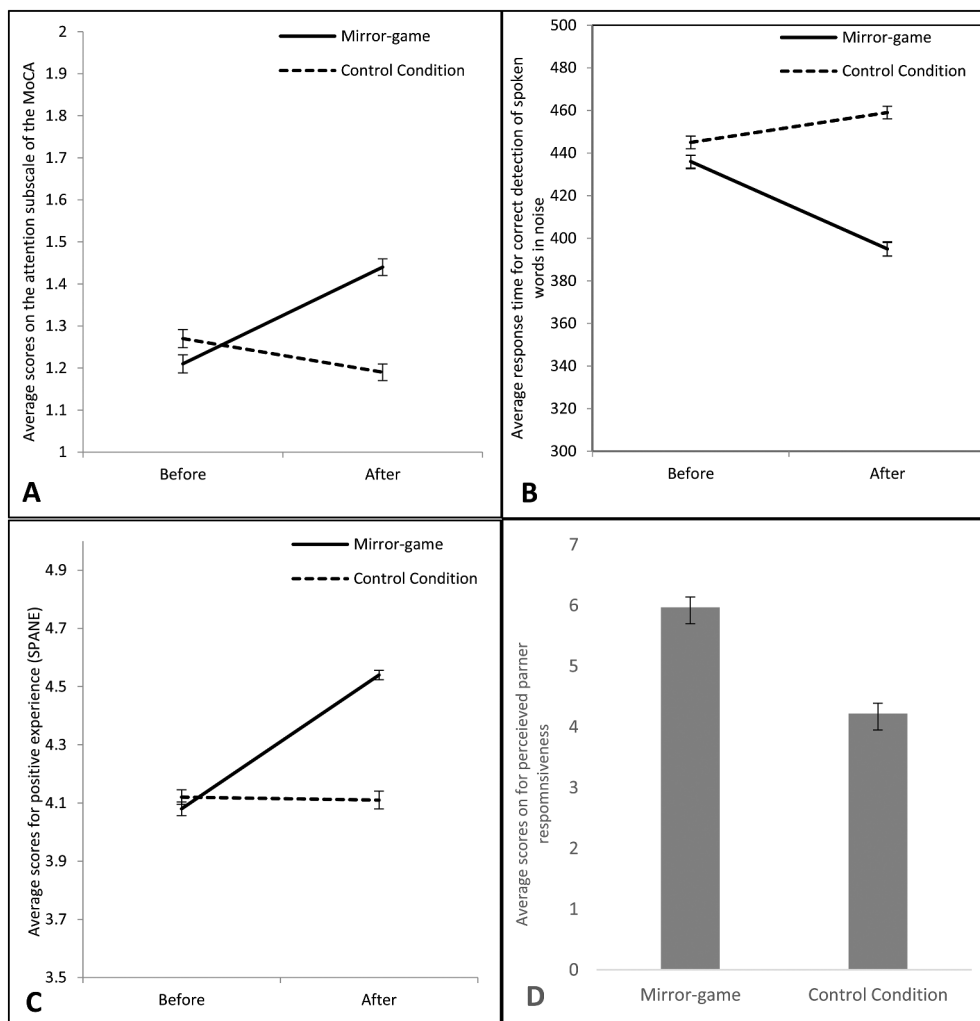 Average scores on the attention subscale of the MoCA
2
1.9
1.8
1.7
1.6
1.5
1.4
1.3
1.2
1.1
1
Mirror-game
Control Condition
Before
After
A
Average response time for correct detection of spoken
words in noise
500
480
460
440
420
400
380
360
340
320
300
Mirror-game
Control Condition
Before
After
B
Average scores for positive experience (SPANE)
4.9
4.7
4.5
4.3
4.1
3.9
3.7
3.5
Mirror-game
Control Condition
Before
After
C
Average scores on for perceieved parner
respomnsiveness
7
6
5
4
3
2
1
0
Mirror-game
Control Condition
D